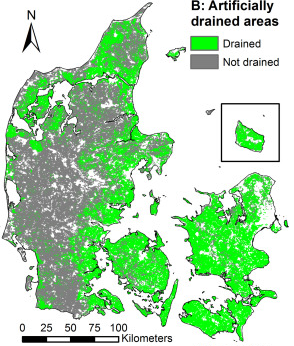 N
B: Artificially
drained areas
Drained
Not drained
0 25 50 75 100
Kilometers